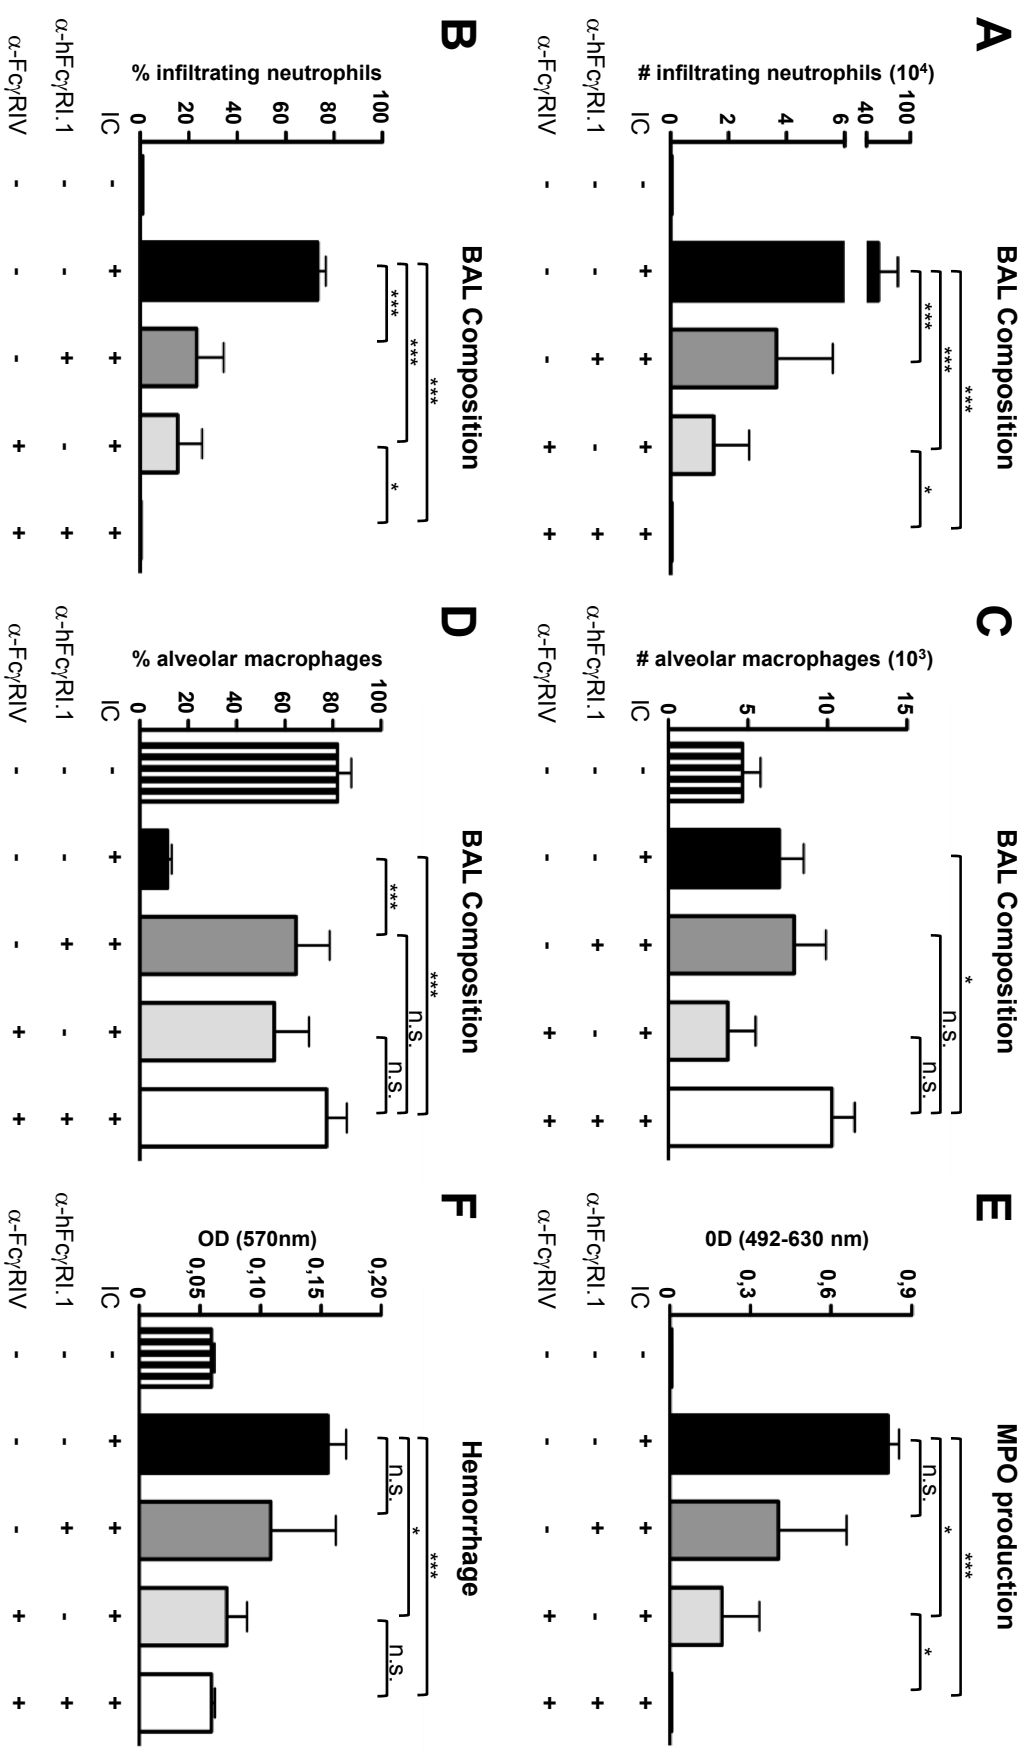 A
BAL Composition
# infiltrating neutrophils (10⁴)
100
40
6
4
2
0
***
***
***
*
IC - + + + +
α-hFcγRI.1 - - + - +
α-FcγRIV - - - + +
B
BAL Composition
% infiltrating neutrophils
100
80
60
40
20
0
***
***
***
*
IC - + + + +
α-hFcγRI.1 - - + - +
α-FcγRIV - - - + +
C
BAL Composition
# alveolar macrophages (10³)
15
10
5
0
*
n.s.
n.s.
IC - + + + +
α-hFcγRI.1 - - + - +
α-FcγRIV - - - + +
D
BAL Composition
% alveolar macrophages
100
80
60
40
20
0
***
n.s.
***
n.s.
IC - + + + +
α-hFcγRI.1 - - + - +
α-FcγRIV - - - + +
E
MPO production
0D (492-630 nm)
0,9
0,6
0,3
0
***
*
n.s.
*
IC - + + + +
α-hFcγRI.1 - - + - +
α-FcγRIV - - - + +
F
Hemorrhage
OD (570nm)
0,20
0,15
0,10
0,05
0
***
*
n.s.
n.s.
IC - + + + +
α-hFcγRI.1 - - + - +
α-FcγRIV - - - + +